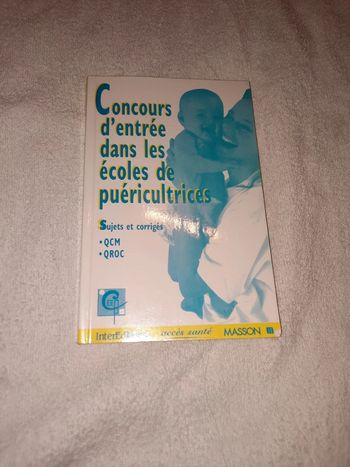 Concours
d'entrée
dans les
écoles de
puéricultrices
Sujets et corrigés
• QCM
• QROC
accès santé MASSON